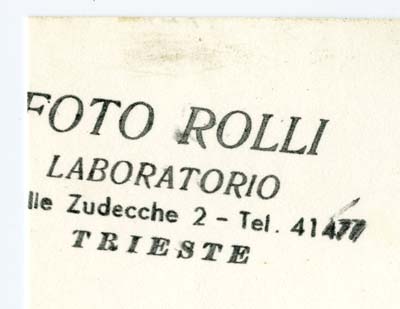 FOTO ROLLI
LABORATORIO
lle Zudecche 2 - Tel. 41477
TRIESTE